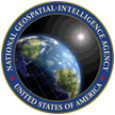 NATIONAL GEOSPATIAL-INTELLIGENCE AGENCY
UNITED STATES OF AMERICA